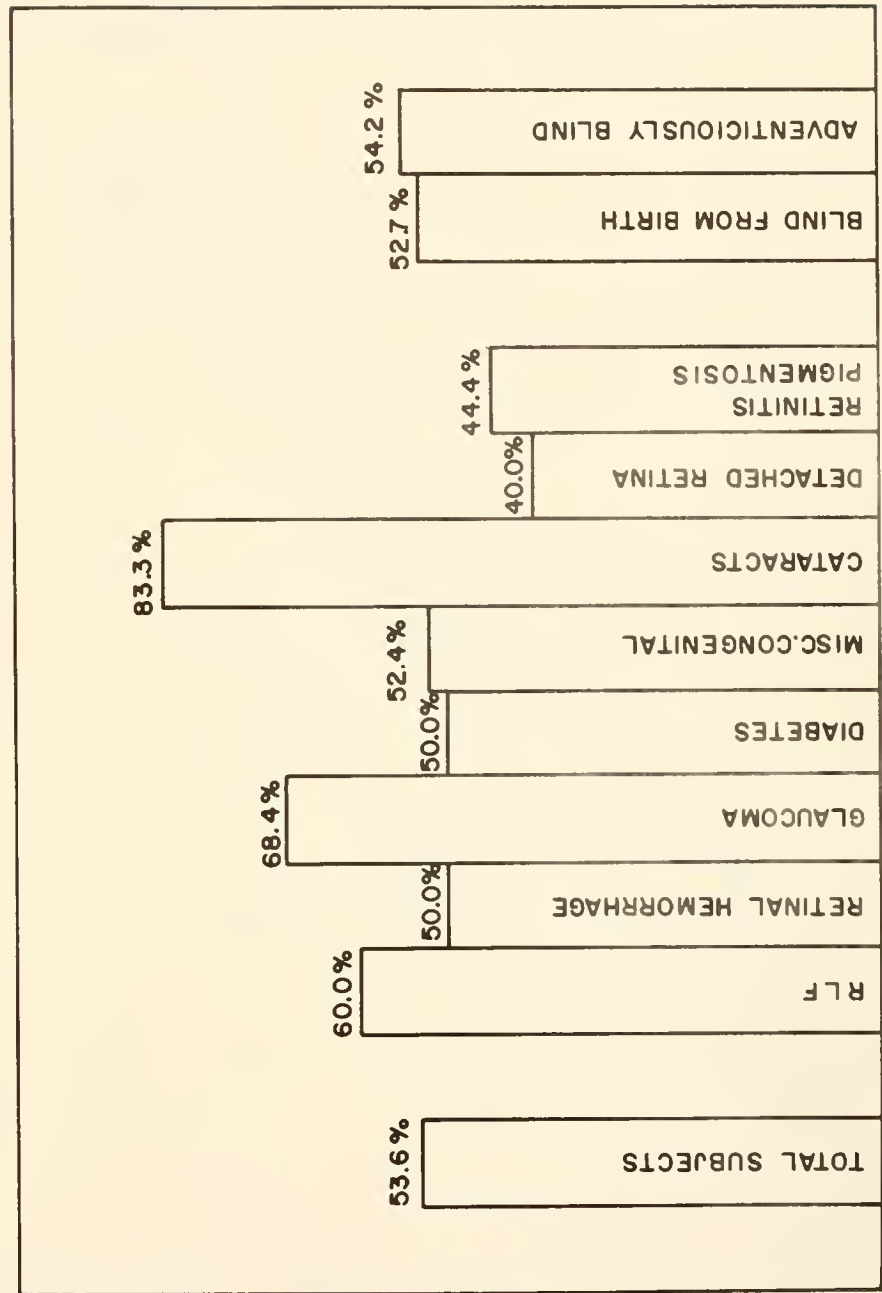 53.6%
TOTAL SUBJECTS
60.0%
RLF
50.0%
RETINAL HEMORRHAGE
68.4%
GLAUCOMA
50.0%
DIABETES
52.4%
MISC.CONGENITAL
83.3%
CATARACTS
40.0%
DETACHED RETINA
44.4%
RETINITIS
PIGMENTOSIS
52.7%
BLIND FROM BIRTH
54.2%
ADVENTICIOUSLY BLIND